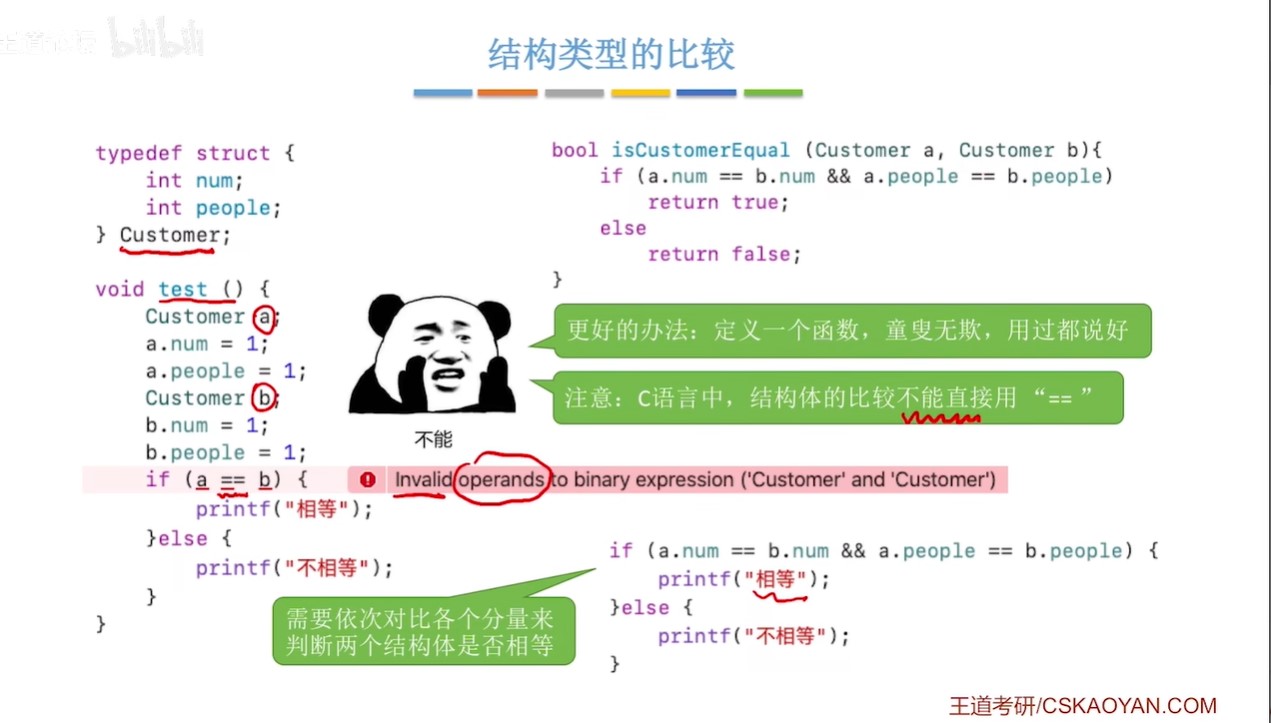 bilibili
结构类型的比较
typedef struct {
    int num;
    int people;
} Customer;
void test () {
    Customer a;
    a.num = 1;
    a.people = 1;
    Customer b;
    b.num = 1;
    b.people = 1;
    if (a == b) {
Invalid operands to binary expression ('Customer' and 'Customer')
        printf("相等");
    }else {
        printf("不相等");
    }
}
不能
bool isCustomerEqual (Customer a, Customer b){
    if (a.num == b.num && a.people == b.people)
        return true;
    else
        return false;
}
更好的办法：定义一个函数，童叟无欺，用过都说好
注意：C语言中，结构体的比较不能直接用“== ”
需要依次对比各个分量来
判断两个结构体是否相等
if (a.num == b.num && a.people == b.people) {
    printf("相等");
}else {
    printf("不相等");
}
王道考研/CSKAOYAN.COM